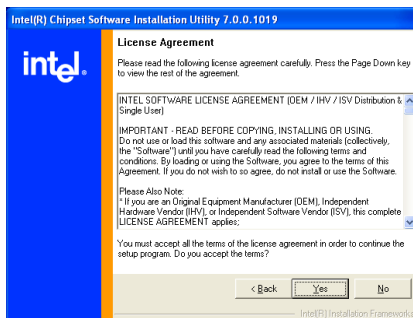 Intel(R) Chipset Software Installation Utility 7.0.0.1019
intel®
License Agreement
Please read the following license agreement carefully. Press the Page Down key
to view the rest of the agreement.
INTEL SOFTWARE LICENSE AGREEMENT (OEM / IHV / ISV Distribution &
Single User)
IMPORTANT - READ BEFORE COPYING, INSTALLING OR USING.
Do not use or load this software and any associated materials (collectively,
the "Software") until you have carefully read the following terms and
conditions. By loading or using the Software, you agree to the terms of this
Agreement. If you do not wish to so agree, do not install or use the Software.
Please Also Note:
* If you are an Original Equipment Manufacturer (OEM), Independent
Hardware Vendor (IHV), or Independent Software Vendor (ISV), this complete
LICENSE AGREEMENT applies;
You must accept all the terms of the license agreement in order to continue the
setup program. Do you accept the terms?
< Back Yes No
Intel(R) Installation Frameworks